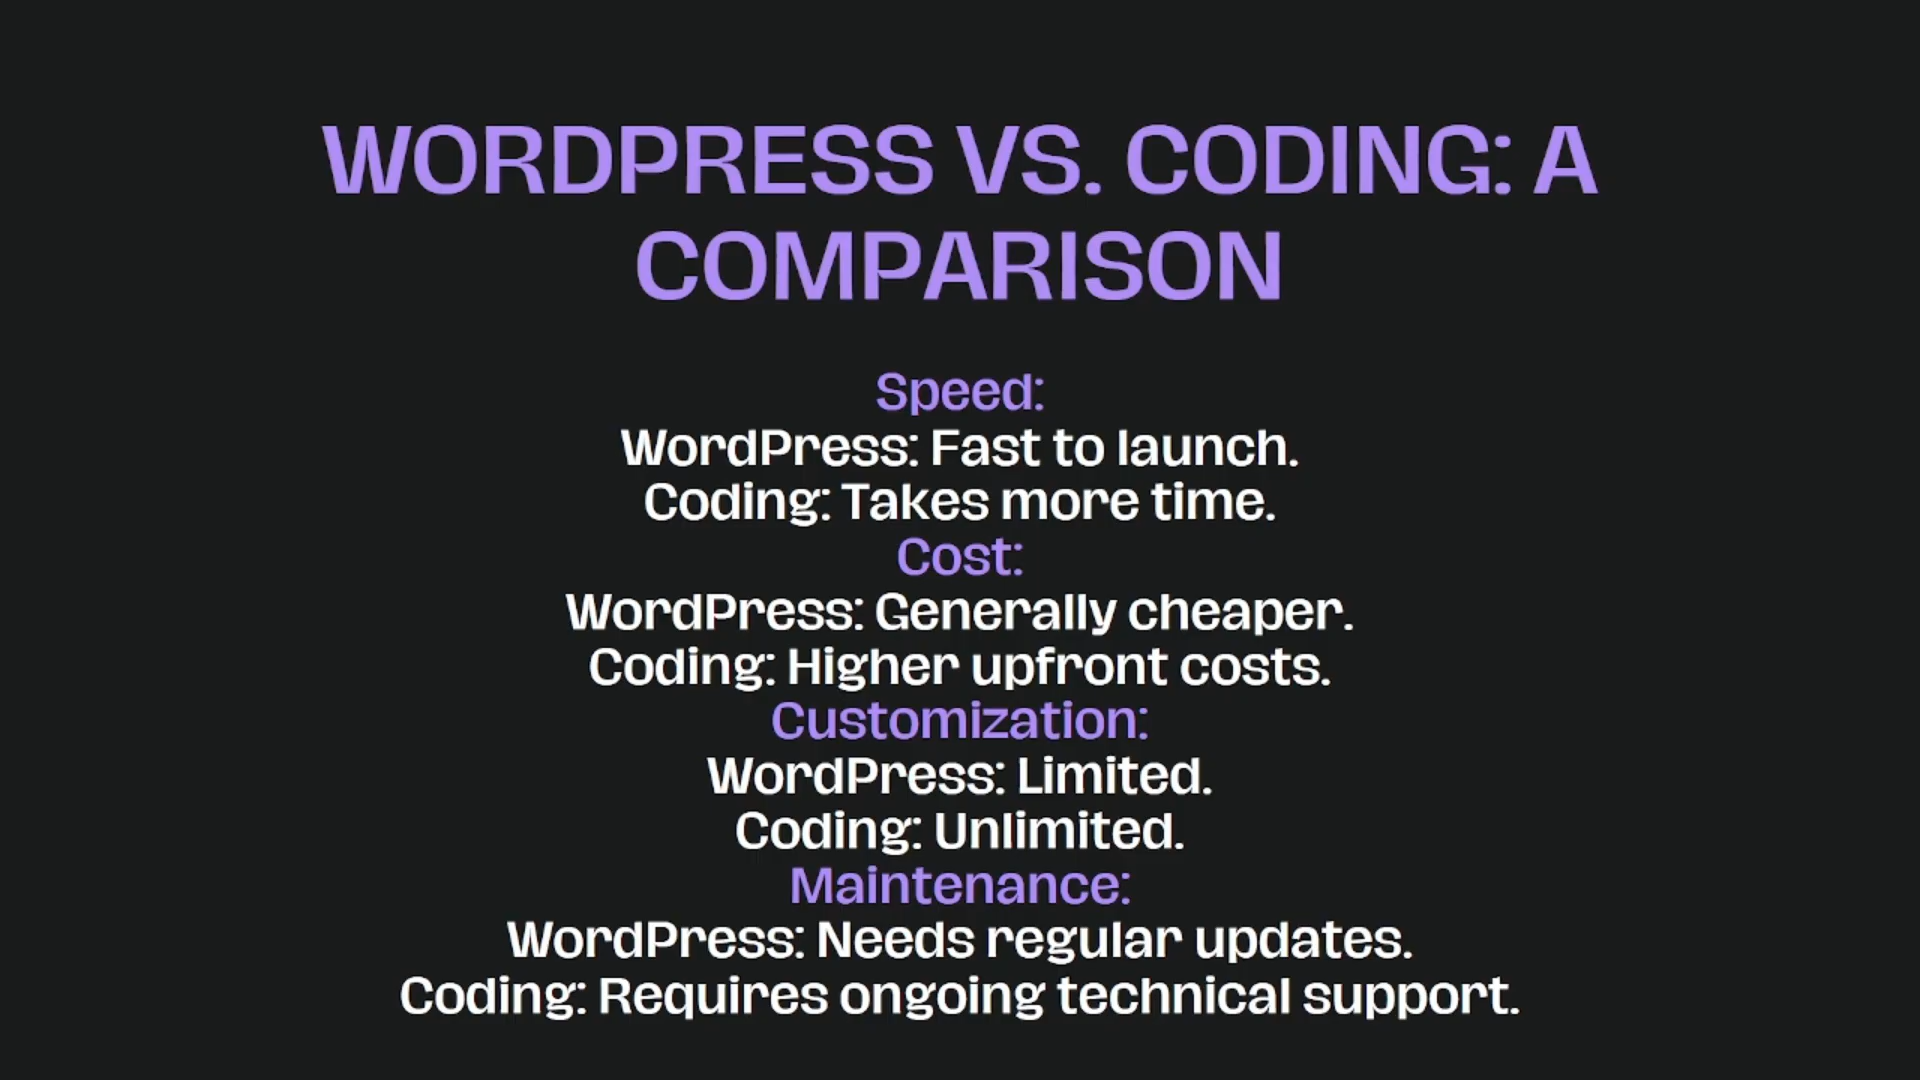 WORDPRESS VS. CODING: A
COMPARISON
Speed:
WordPress: Fast to launch.
Coding: Takes more time.
Cost:
WordPress: Generally cheaper.
Coding: Higher upfront costs.
Customization:
WordPress: Limited.
Coding: Unlimited.
Maintenance:
WordPress: Needs regular updates.
Coding: Requires ongoing technical support.